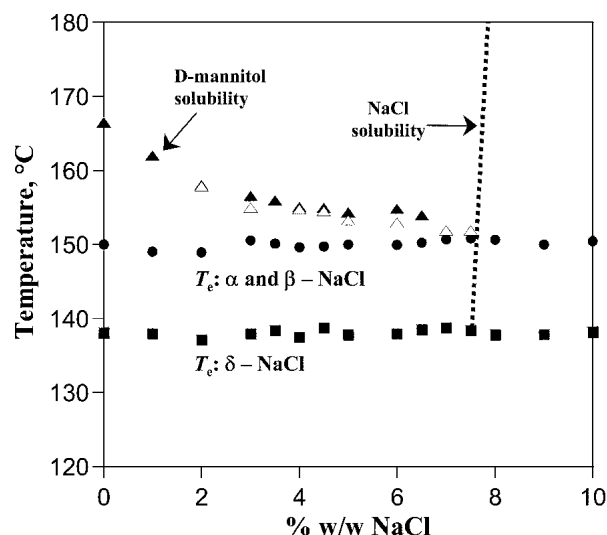 180
170
160
150
140
130
120
Temperature, °C
D-mannitol
solubility
NaCl
solubility
Te: α and β – NaCl
Te: δ – NaCl
0
2
4
6
8
10
% w/w NaCl